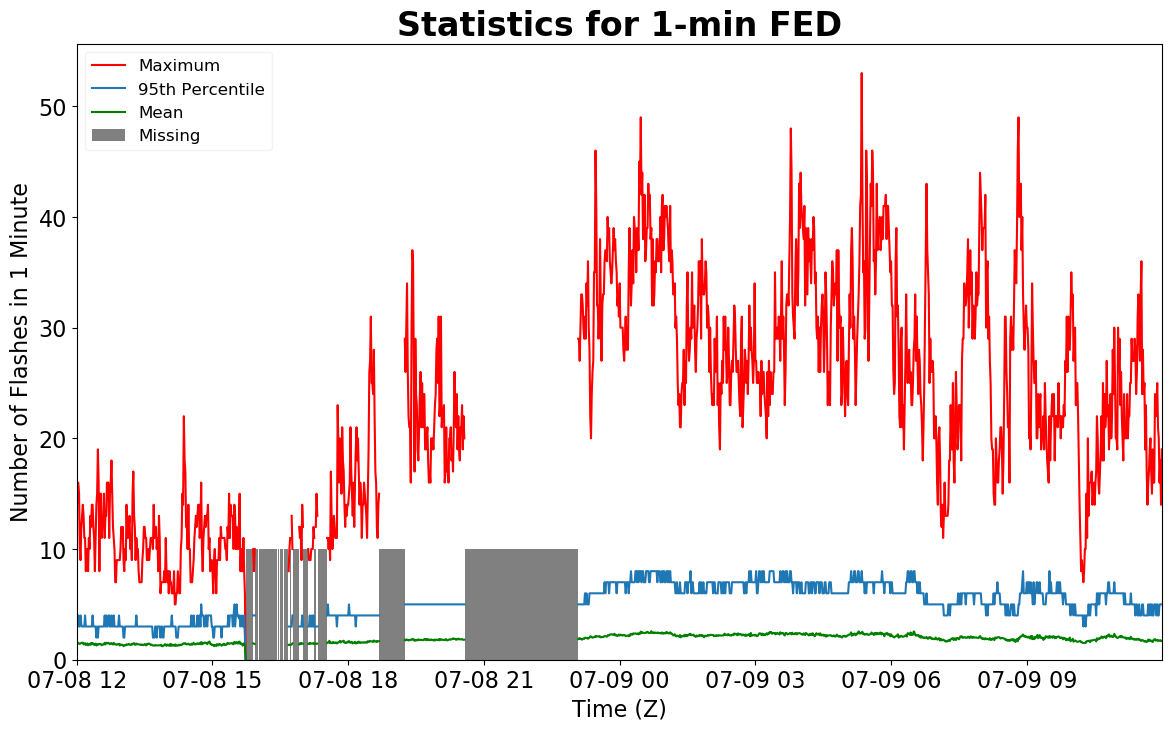 Statistics for 1-min FED
Maximum
95th Percentile
Mean
Missing
Number of Flashes in 1 Minute
50
40
30
20
10
0
07-08 12
07-08 15
07-08 18
07-08 21
07-09 00
07-09 03
07-09 06
07-09 09
Time (Z)